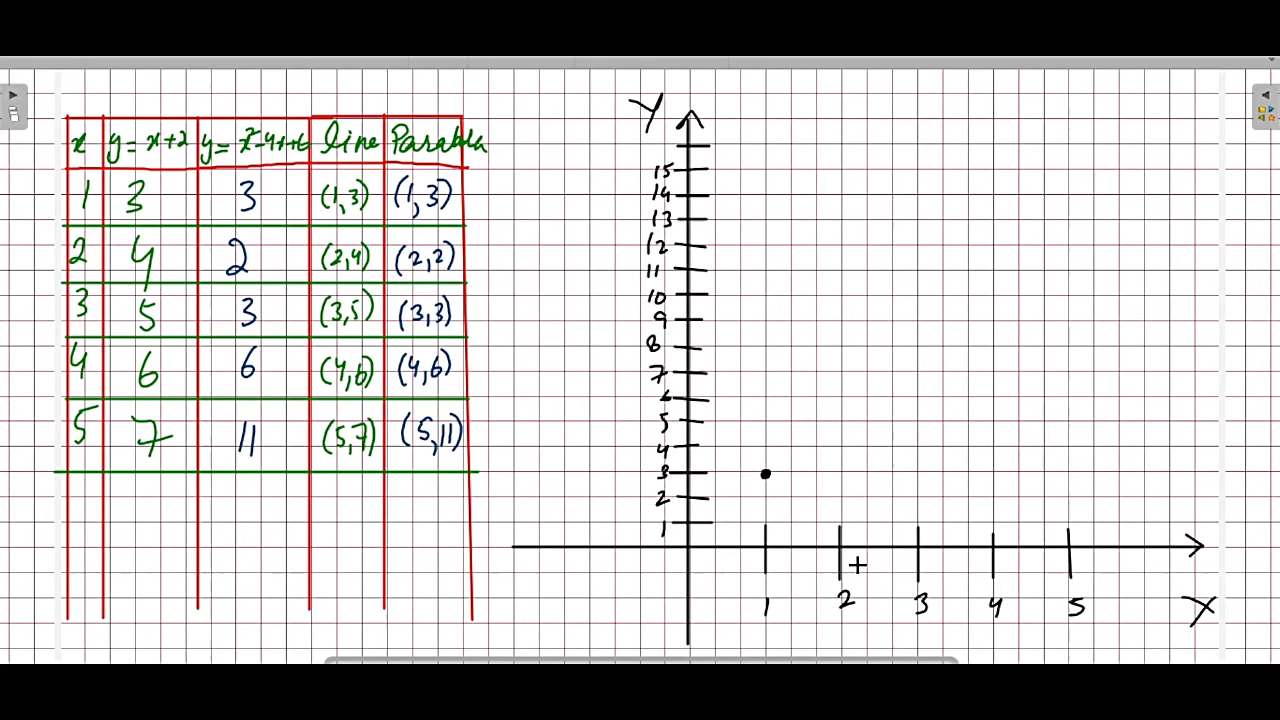 x y = x+2 y = x²-4x+6 line Parabola
1 3 3 (1,3) (1,3)
2 4 2 (2,4) (2,2)
3 5 3 (3,5) (3,3)
4 6 6 (4,6) (4,6)
5 7 11 (5,7) (5,11)
Y
15
14
13
12
11
10
9
8
7
6
5
4
3
2
1
1 2 3 4 5 X